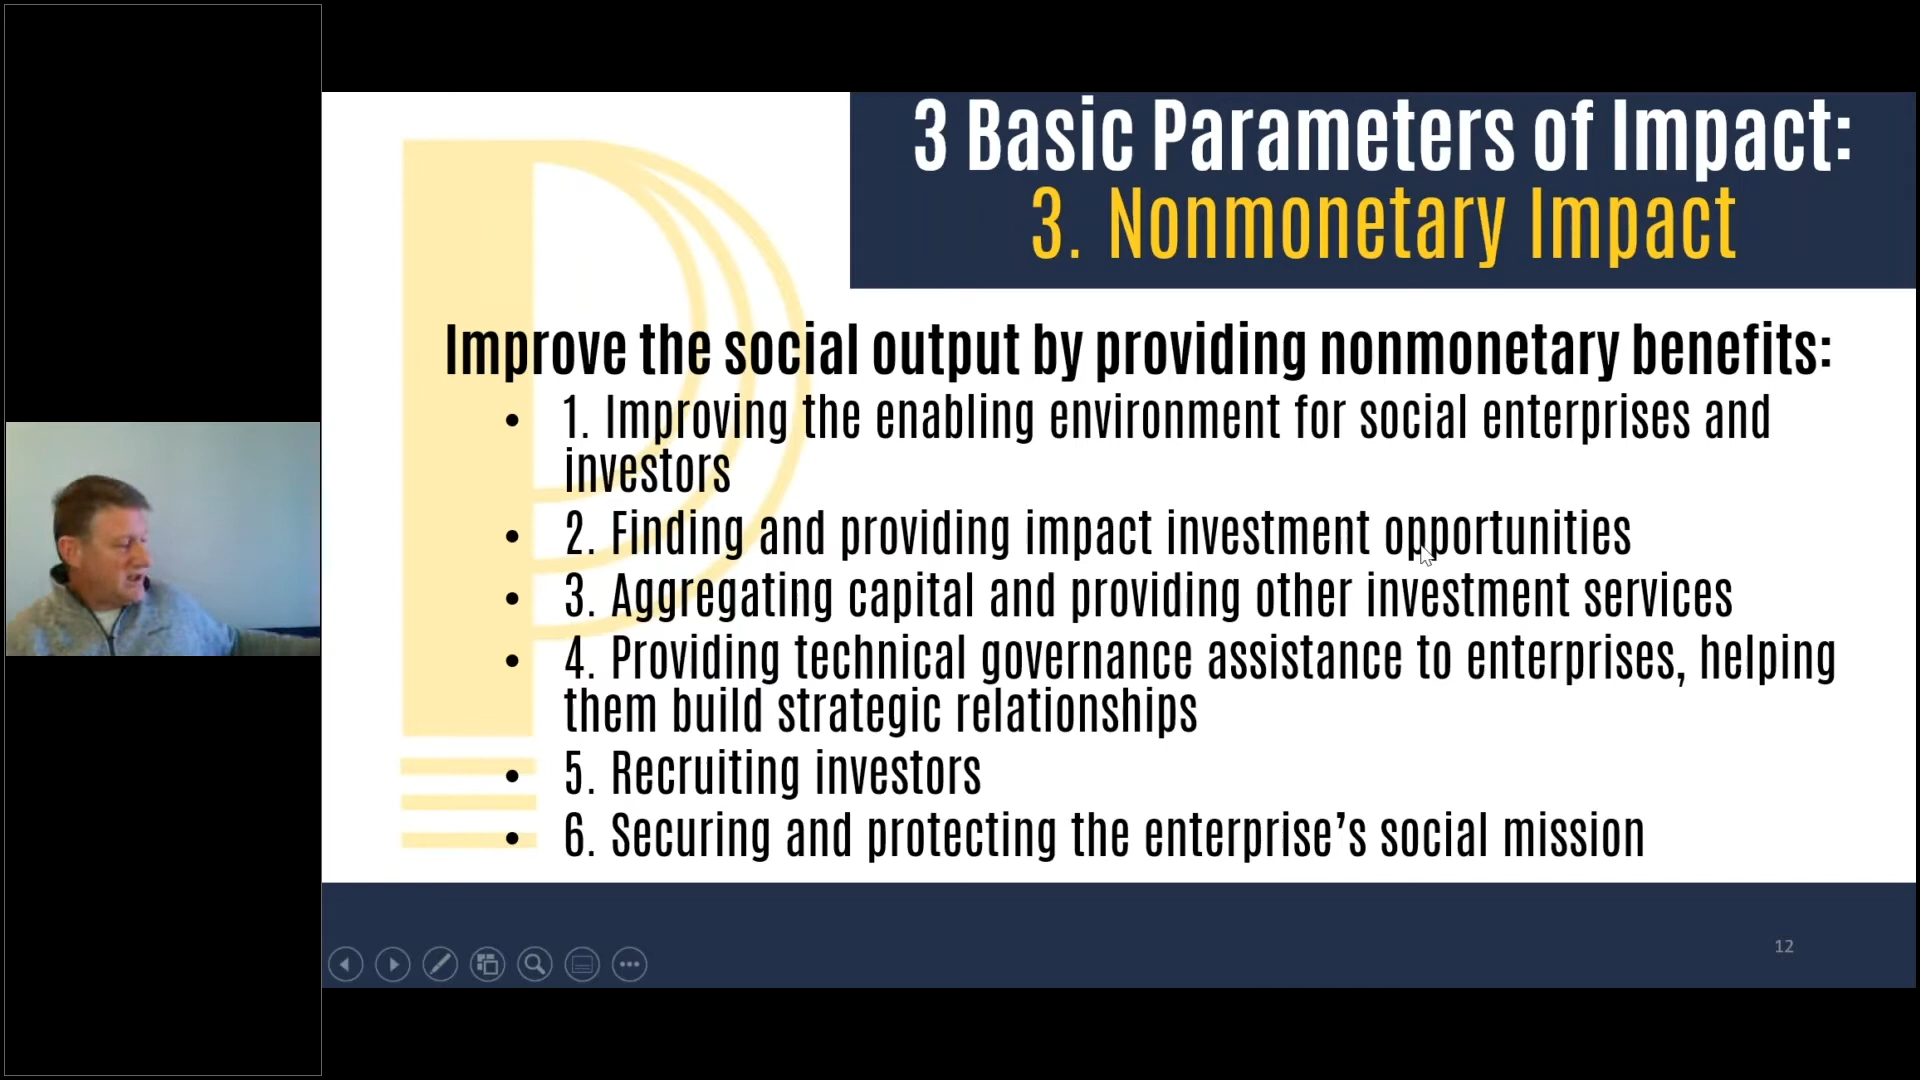 3 Basic Parameters of Impact:
3. Nonmonetary Impact
Improve the social output by providing nonmonetary benefits:
• 1. Improving the enabling environment for social enterprises and
investors
• 2. Finding and providing impact investment opportunities
• 3. Aggregating capital and providing other investment services
• 4. Providing technical governance assistance to enterprises, helping
them build strategic relationships
• 5. Recruiting investors
• 6. Securing and protecting the enterprise’s social mission
12